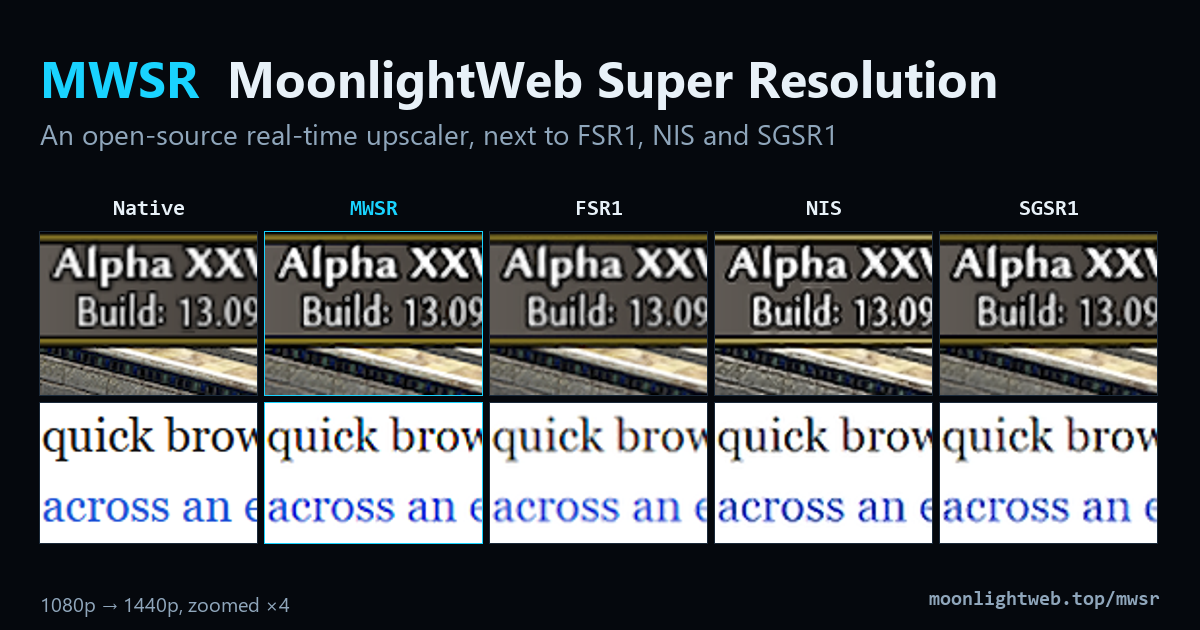 MWSR MoonlightWeb Super Resolution
An open-source real-time upscaler, next to FSR1, NIS and SGSR1
Native MWSR FSR1 NIS SGSR1
Alpha XXV Alpha XXV Alpha XXV Alpha XXV Alpha XXV
Build: 13.09 Build: 13.09 Build: 13.09 Build: 13.09 Build: 13.09
quick brow quick brow quick brow quick brow quick brow
across an e across an e across an e across an e across an e
1080p → 1440p, zoomed ×4
moonlightweb.top/mwsr